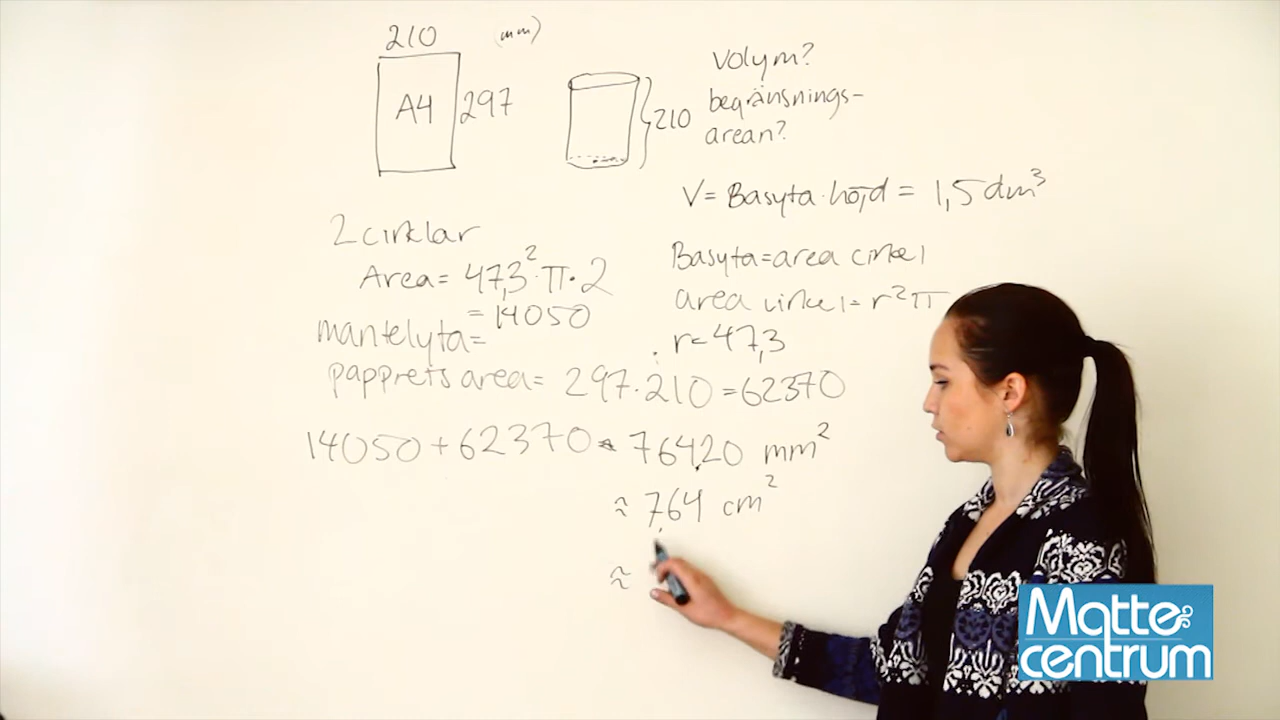 210 (mm)
A4 297
210
volym?
begränsnings-
arean?
V = Basyta · höjd = 1,5 dm³
2 cirklar
Area = 47,3² · π · 2
= 14050
Basyta = area cirkel
area cirkel = r²π
r = 47,3
mantelyta =
papprets area = 297 · 210 = 62370
14050 + 62370 = 76420 mm²
≈ 764 cm²
≈
Matte
centrum